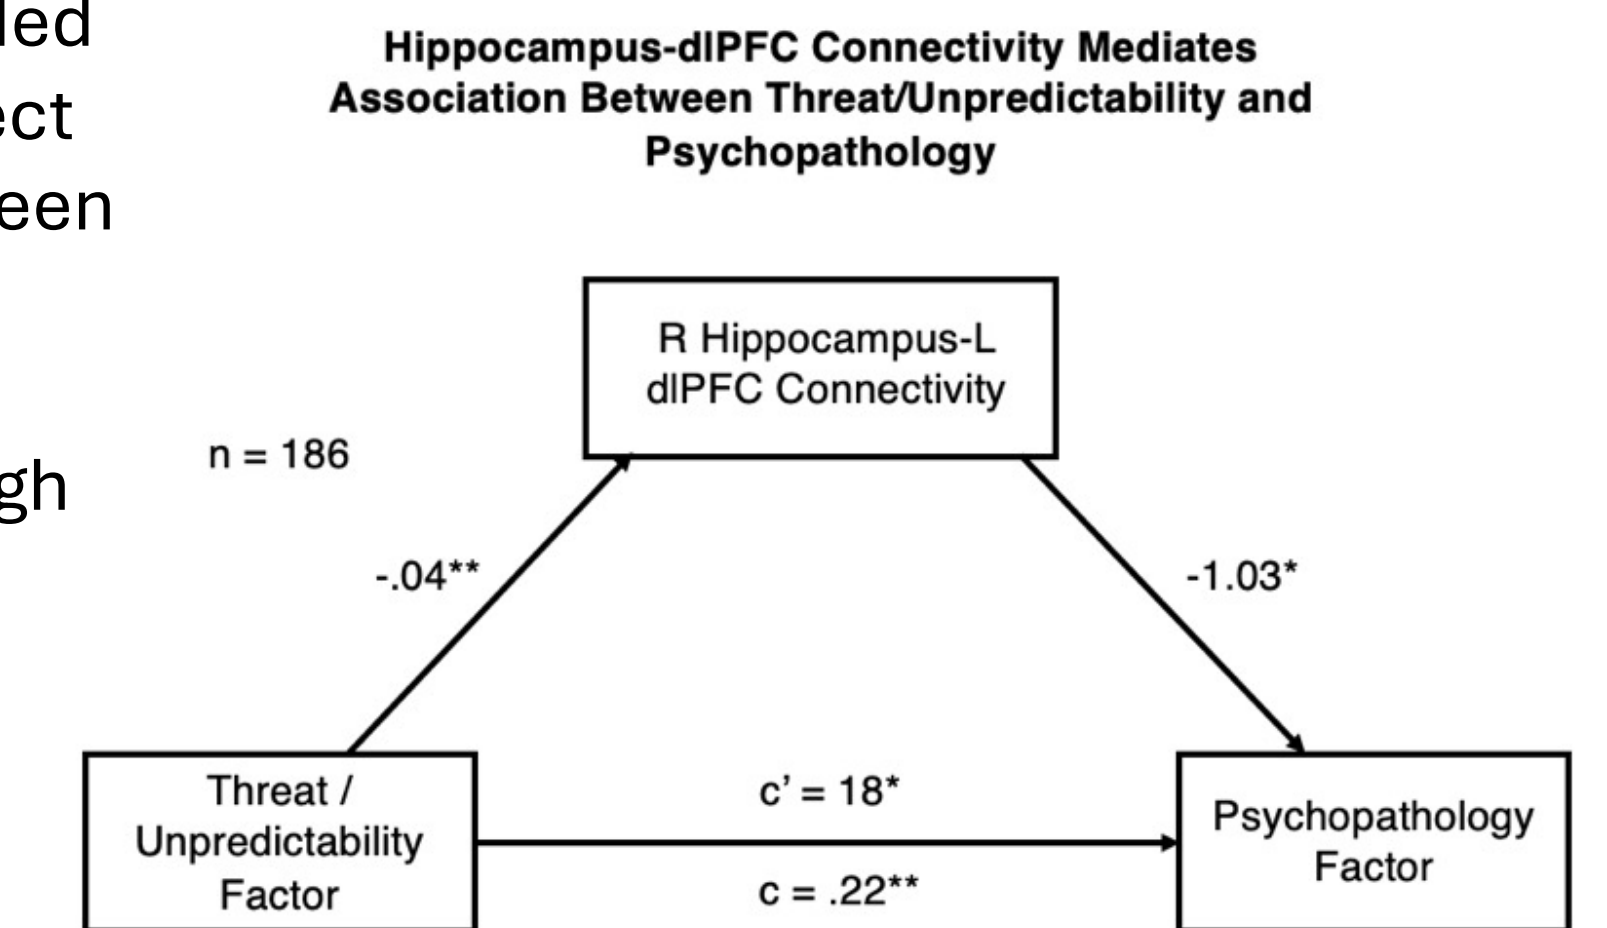 led
ect
een
gh
Hippocampus-dlPFC Connectivity Mediates
Association Between Threat/Unpredictability and
Psychopathology
R Hippocampus-L
dlPFC Connectivity
n = 186
-.04**
-1.03*
Threat /
Unpredictability
Factor
c’ = 18*
c = .22**
Psychopathology
Factor